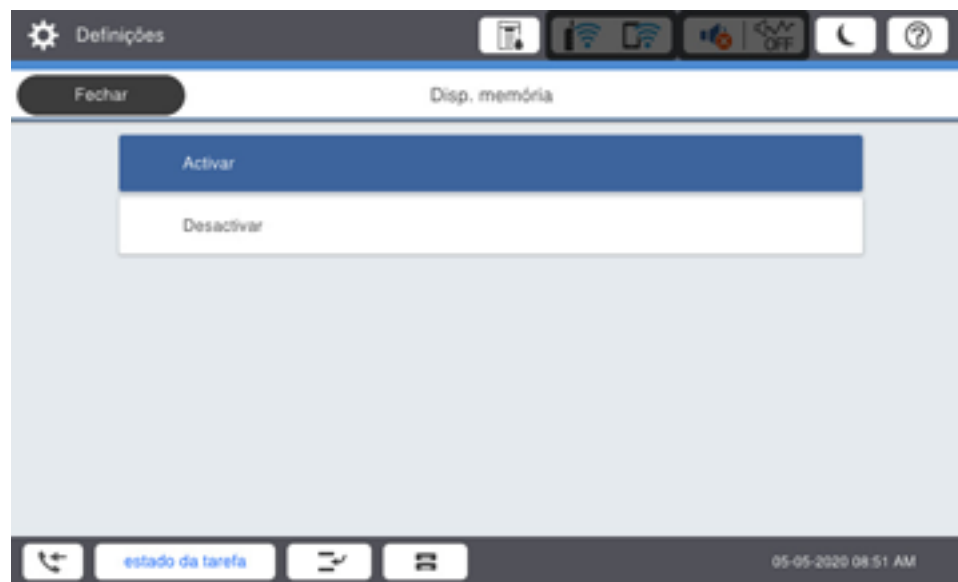 Definições
OFF
Fechar
Disp. memória
Activar
Desactivar
estado da tarefa
05-05-2020 08:51 AM